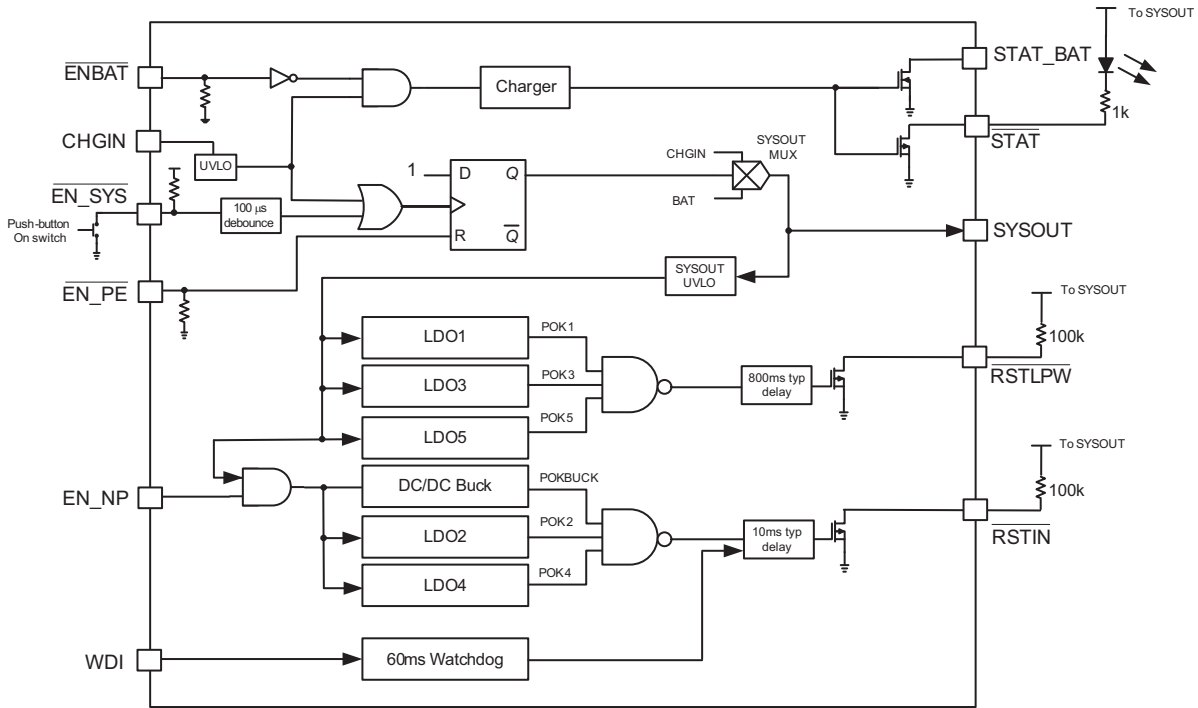 To SYSOUT
ENBAT
Charger
STAT_BAT
1k
CHGIN
UVLO
STAT
SYSOUT
MUX
CHGIN
BAT
1
D
Q
R
Q
EN_SYS
100 µs
debounce
Push-button
On switch
SYSOUT
SYSOUT
UVLO
EN_PE
To SYSOUT
100k
LDO1
POK1
LDO3
POK3
LDO5
POK5
800ms typ
delay
RSTLPW
To SYSOUT
100k
EN_NP
DC/DC Buck
POKBUCK
LDO2
POK2
LDO4
POK4
10ms typ
delay
RSTIN
WDI
60ms Watchdog